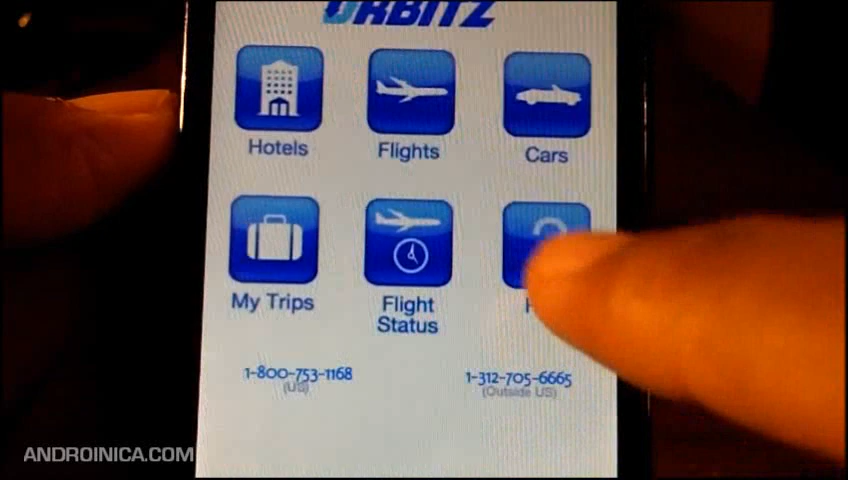 ORBITZ
Hotels
Flights
Cars
My Trips
Flight
Status
1-800-753-1168
(US)
1-312-705-6665
(Outside US)
ANDROINICA.COM